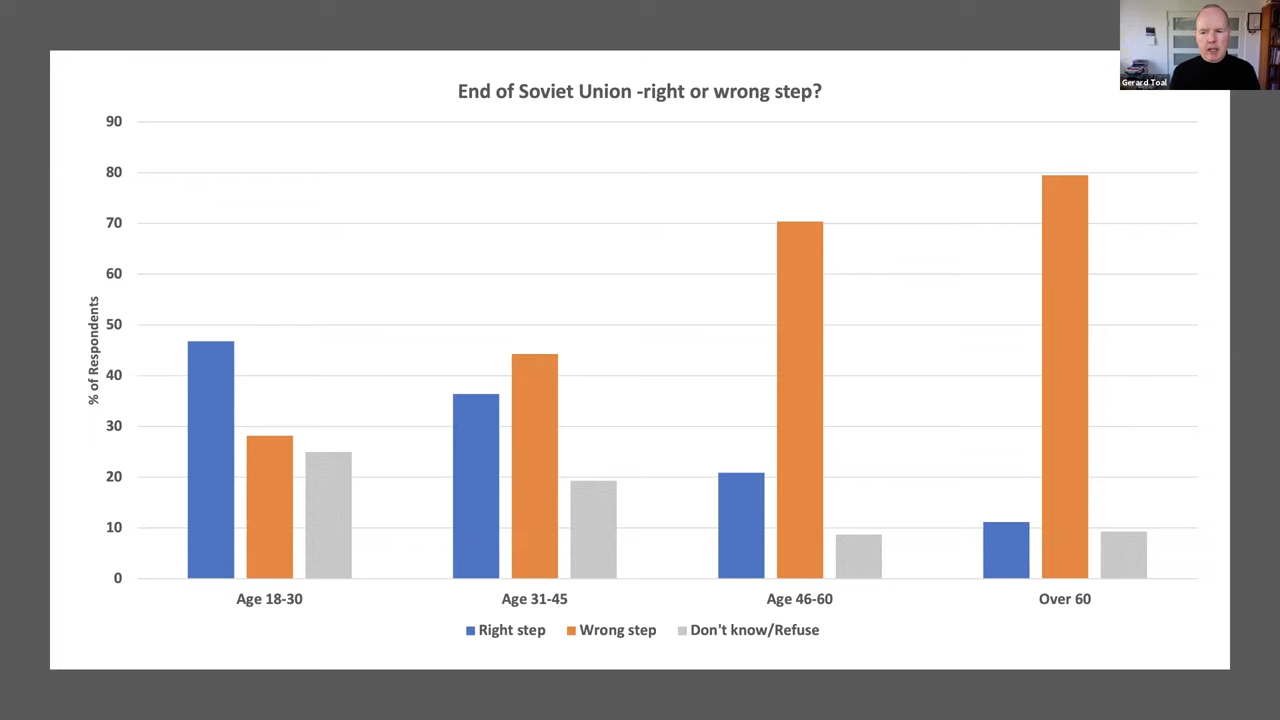 Gerard Toal
End of Soviet Union -right or wrong step?
90
80
70
60
50
40
30
20
10
0
% of Respondents
Age 18-30 Age 31-45 Age 46-60 Over 60
Right step Wrong step Don't know/Refuse